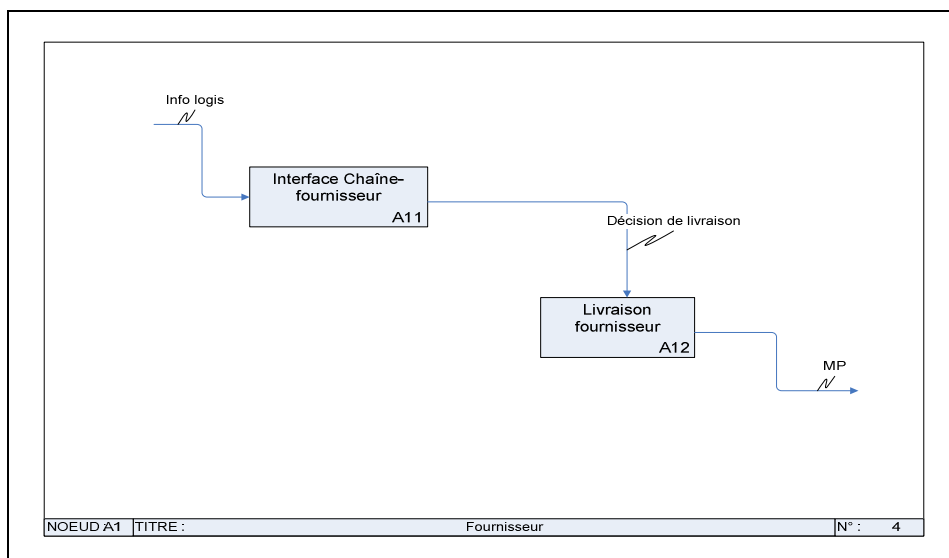 Info logis
Interface Chaîne-
fournisseur
A11
Décision de livraison
Livraison
fournisseur
A12
MP
NOEUD A1 TITRE : Fournisseur N° : 4